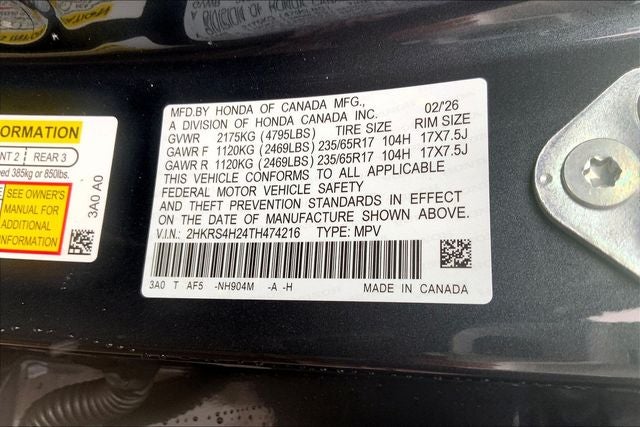 ORMATION
NT 2 REAR 3
ed 385kg or 850lbs.
SEE OWNER'S
MANUAL FOR
ADDITIONAL
INFORMATION
3A0 A0
MFD.BY HONDA OF CANADA MFG., 02/26
A DIVISION OF HONDA CANADA INC.
GVWR 2175KG (4795LBS) TIRE SIZE RIM SIZE
GAWR F 1120KG (2469LBS) 235/65R17 104H 17X7.5J
GAWR R 1120KG (2469LBS) 235/65R17 104H 17X7.5J
THIS VEHICLE CONFORMS TO ALL APPLICABLE
FEDERAL MOTOR VEHICLE SAFETY
AND THEFT PREVENTION STANDARDS IN EFFECT
ON THE DATE OF MANUFACTURE SHOWN ABOVE.
V.I.N.: 2HKRS4H24TH474216 TYPE: MPV
3A0 T AF5 -NH904M -A -H MADE IN CANADA